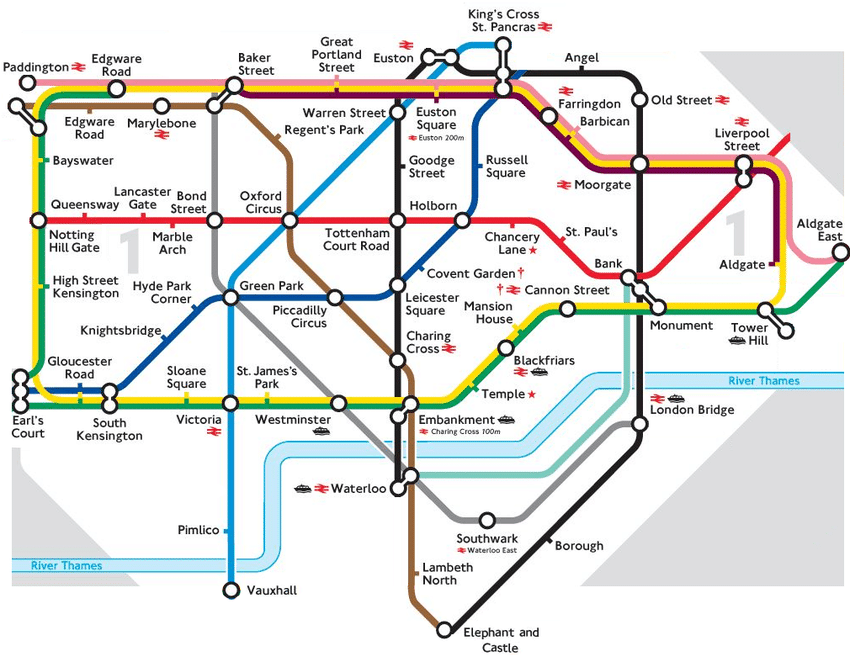 King's Cross
St. Pancras
Euston
Great
Portland
Street
Baker
Street
Edgware
Road
Paddington
Angel
Old Street
Farringdon
Barbican
Liverpool
Street
Warren Street
Euston
Square
Euston 200m
Edgware
Road
Marylebone
Regent's Park
Bayswater
Goodge
Street
Russell
Square
Moorgate
Queensway
Lancaster
Gate
Bond
Street
Oxford
Circus
Holborn
Tottenham
Court Road
Notting
Hill Gate
Marble
Arch
1
Chancery
Lane
St. Paul's
1
Aldgate
East
Aldgate
Bank
High Street
Kensington
Hyde Park
Corner
Green Park
Covent Garden
Leicester
Square
Cannon Street
Mansion
House
Monument
Tower
Hill
Piccadilly
Circus
Knightsbridge
Charing
Cross
Gloucester
Road
Sloane
Square
St. James's
Park
Blackfriars
Temple
River Thames
London Bridge
Earl's
Court
South
Kensington
Victoria
Westminster
Embankment
Charing Cross 100m
Waterloo
Pimlico
Southwark
Waterloo East
Borough
River Thames
Lambeth
North
Vauxhall
Elephant and
Castle